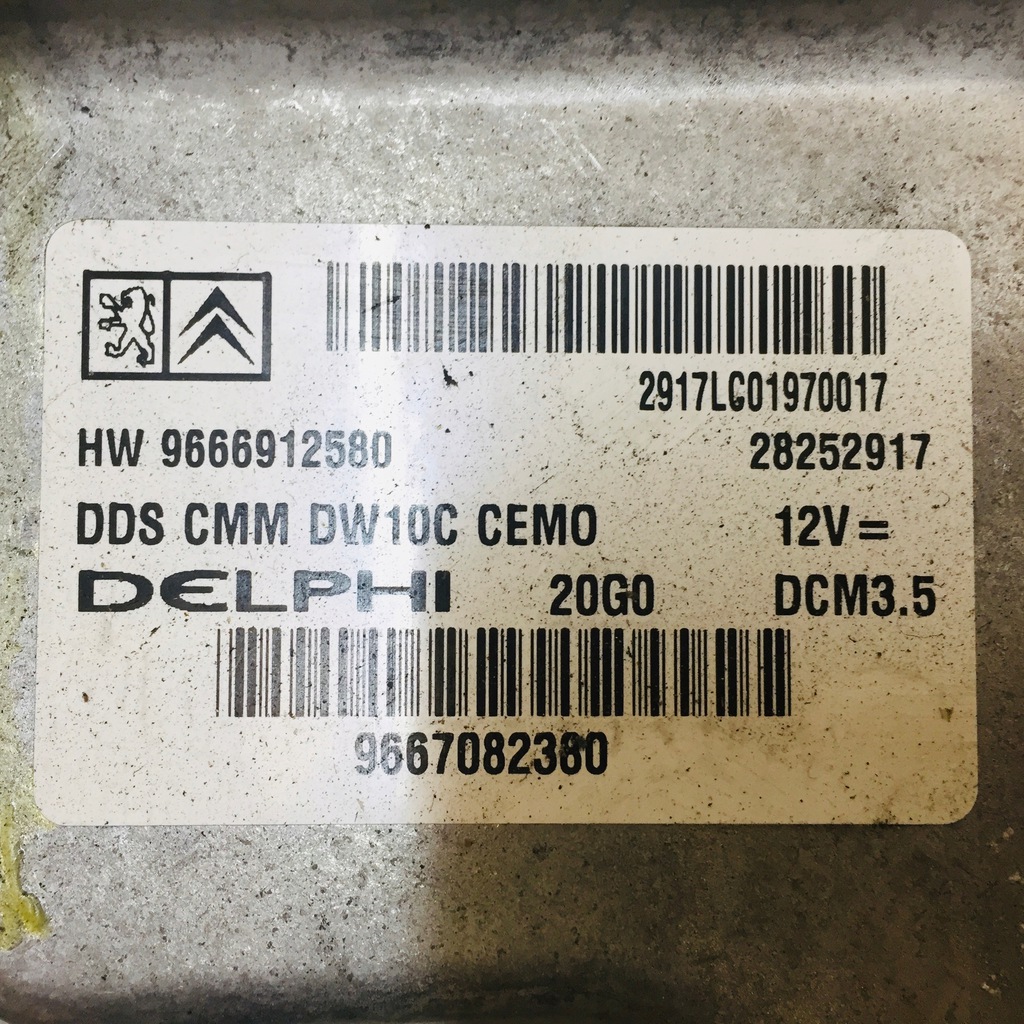 2917LC01970017
HW 9666912580 28252917
DDS CMM DW10C CEMO 12V=
DELPHI 20G0 DCM3.5
9667082380